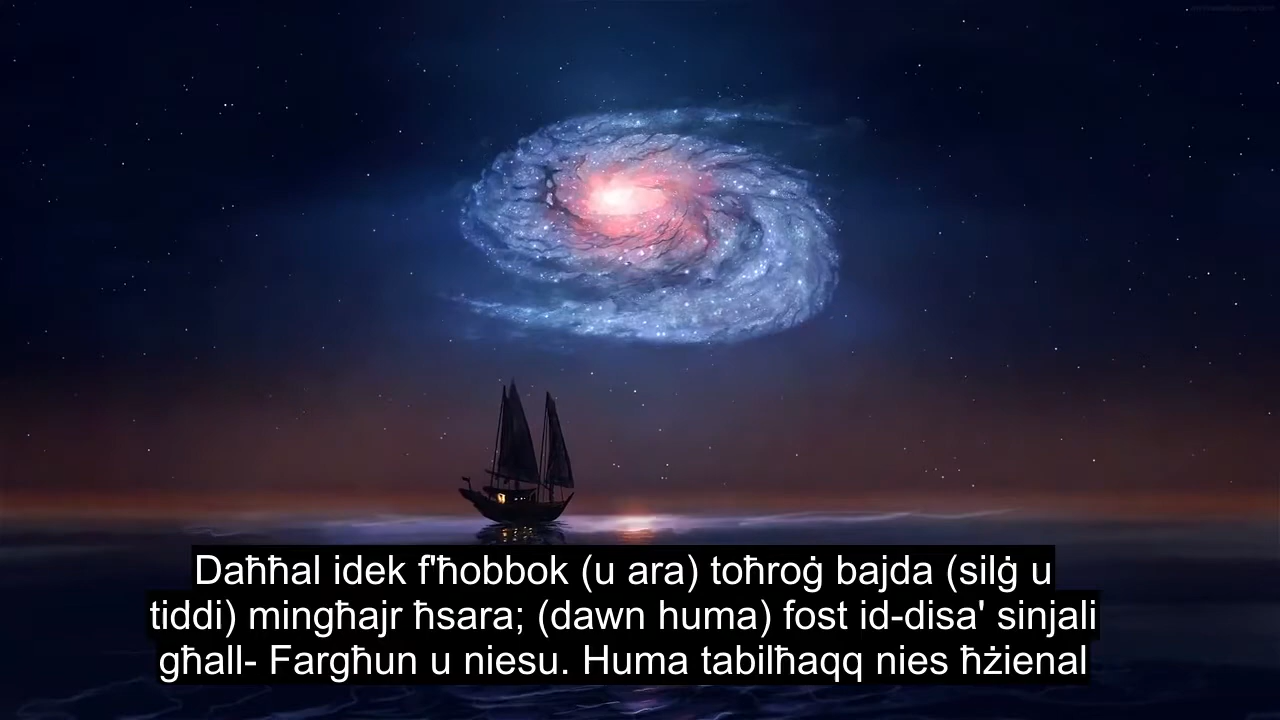 Daħħal idek f'ħobbok (u ara) toħroġ bajda (silġ u
tiddi) mingħajr ħsara; (dawn huma) fost id-disa' sinjali
għall- Fargħun u niesu. Huma tabilħaqq nies ħżienal